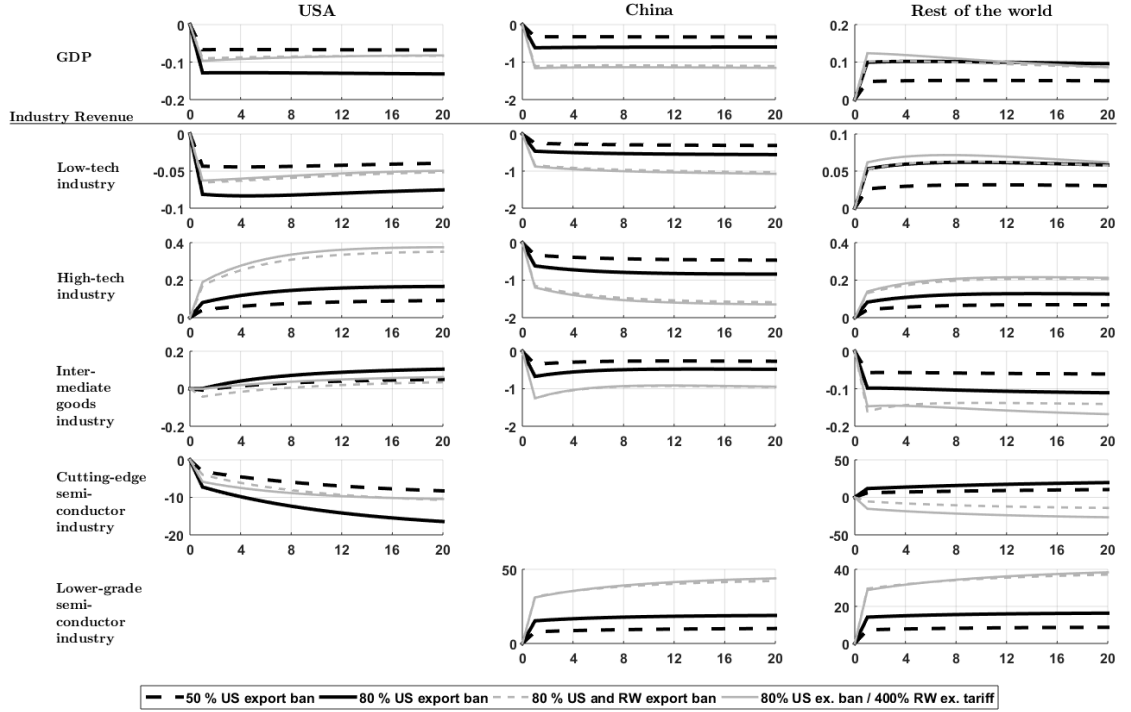 USA China Rest of the world
GDP
0 -0.1 -0.2
0 4 8 12 16 20
0 -1 -2
0 4 8 12 16 20
0.2 0.1 0
0 4 8 12 16 20
Industry Revenue
Low-tech
industry
0 -0.05 -0.1
0 4 8 12 16 20
0 -1 -2
0 4 8 12 16 20
0.1 0.05 0
0 4 8 12 16 20
High-tech
industry
0.4 0.2 0
0 4 8 12 16 20
0 -1 -2
0 4 8 12 16 20
0.4 0.2 0
0 4 8 12 16 20
Inter-
mediate
goods
industry
0.2 0 -0.2
0 4 8 12 16 20
0 -1 -2
0 4 8 12 16 20
0 -0.1 -0.2
0 4 8 12 16 20
Cutting-edge
semi-
conductor
industry
0 -10 -20
0 4 8 12 16 20
50 0 -50
0 4 8 12 16 20
Lower-grade
semi-
conductor
industry
50 0
0 4 8 12 16 20
40 20 0
0 4 8 12 16 20
50 % US export ban 80 % US export ban 80 % US and RW export ban 80% US ex. ban / 400% RW ex. tariff